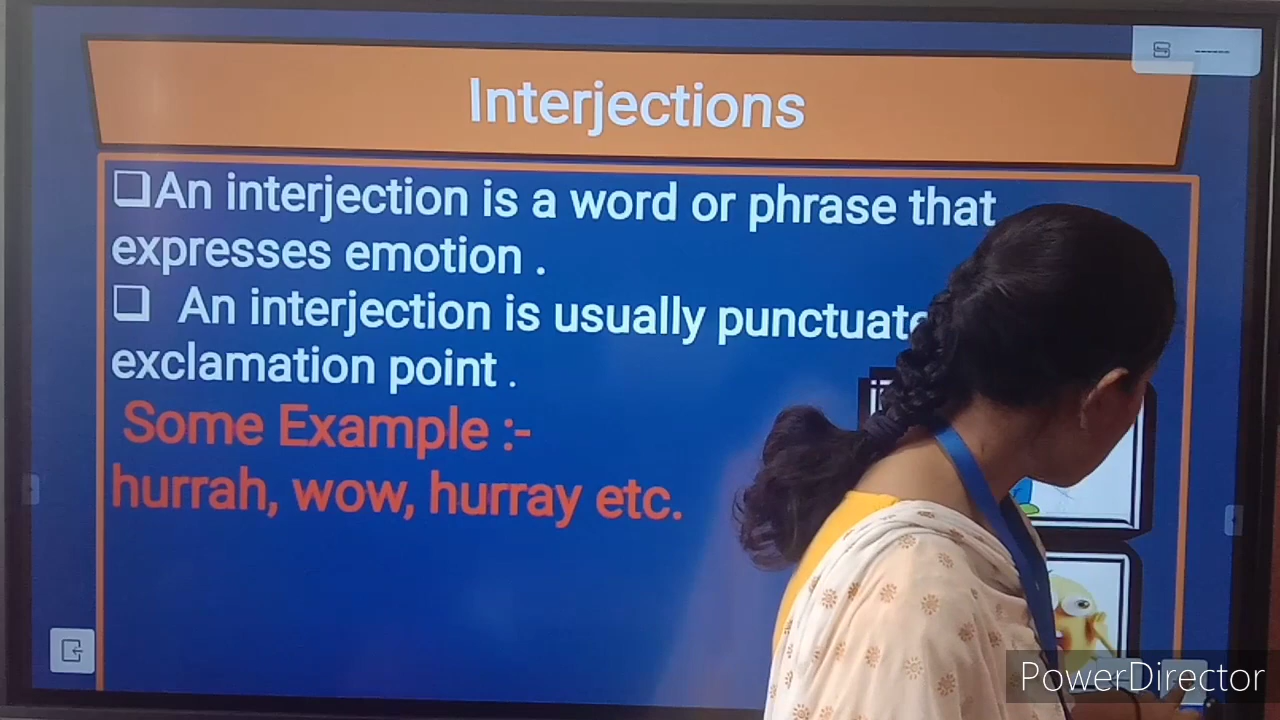 Interjections
❑An interjection is a word or phrase that
expresses emotion .
❑ An interjection is usually
exclamation point .
Some Example :-
hurrah, wow, hurray etc.
PowerDirector